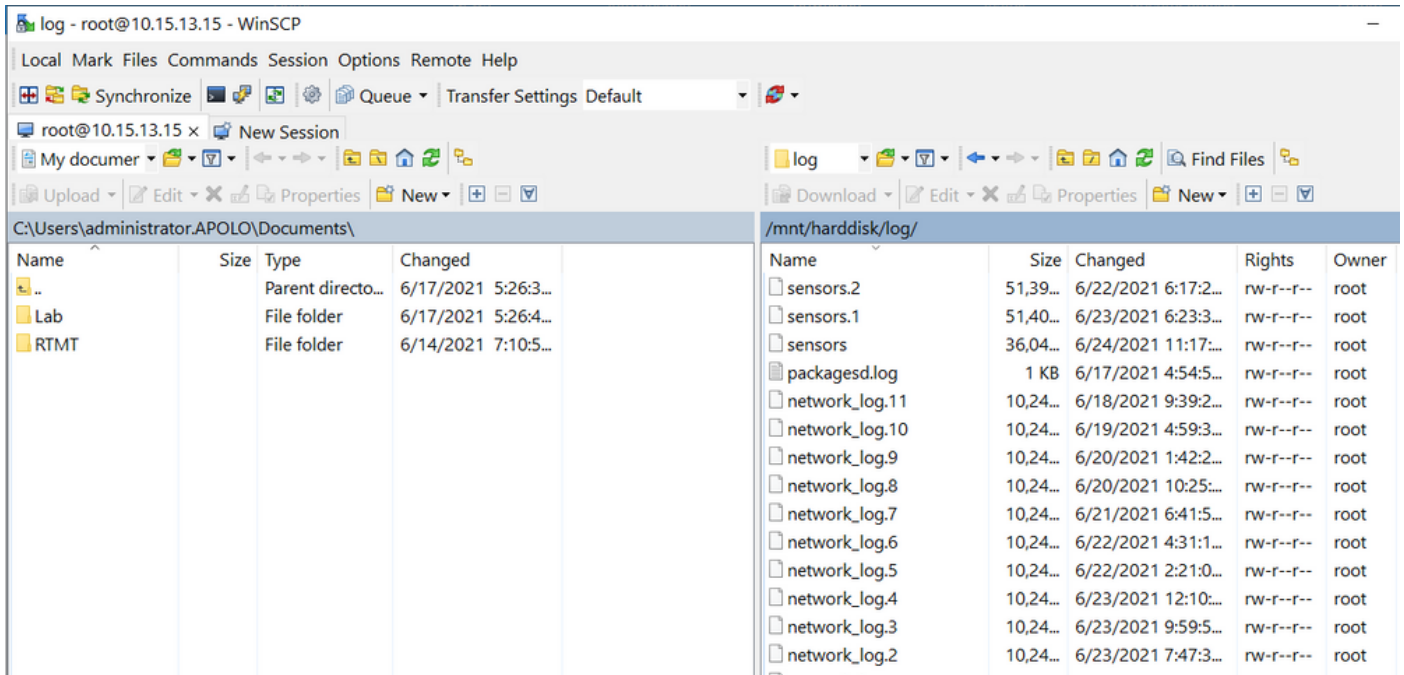 log - root@10.15.13.15 - WinSCP
Local Mark Files Commands Session Options Remote Help
Synchronize Queue Transfer Settings Default
root@10.15.13.15 × New Session
My documer log Find Files
Upload Edit Properties New Download Edit Properties New
C:\Users\administrator.APOLO\Documents\ /mnt/harddisk/log/
Name Size Type Changed Name Size Changed Rights Owner
.. Parent directo... 6/17/2021 5:26:3... sensors.2 51,39... 6/22/2021 6:17:2... rw-r--r-- root
Lab File folder 6/17/2021 5:26:4... sensors.1 51,40... 6/23/2021 6:23:3... rw-r--r-- root
RTMT File folder 6/14/2021 7:10:5... sensors 36,04... 6/24/2021 11:17:... rw-r--r-- root
packagesd.log 1 KB 6/17/2021 4:54:5... rw-r--r-- root
network_log.11 10,24... 6/18/2021 9:39:2... rw-r--r-- root
network_log.10 10,24... 6/19/2021 4:59:3... rw-r--r-- root
network_log.9 10,24... 6/20/2021 1:42:2... rw-r--r-- root
network_log.8 10,24... 6/20/2021 10:25:... rw-r--r-- root
network_log.7 10,24... 6/21/2021 6:41:5... rw-r--r-- root
network_log.6 10,24... 6/22/2021 4:31:1... rw-r--r-- root
network_log.5 10,24... 6/22/2021 2:21:0... rw-r--r-- root
network_log.4 10,24... 6/23/2021 12:10:... rw-r--r-- root
network_log.3 10,24... 6/23/2021 9:59:5... rw-r--r-- root
network_log.2 10,24... 6/23/2021 7:47:3... rw-r--r-- root